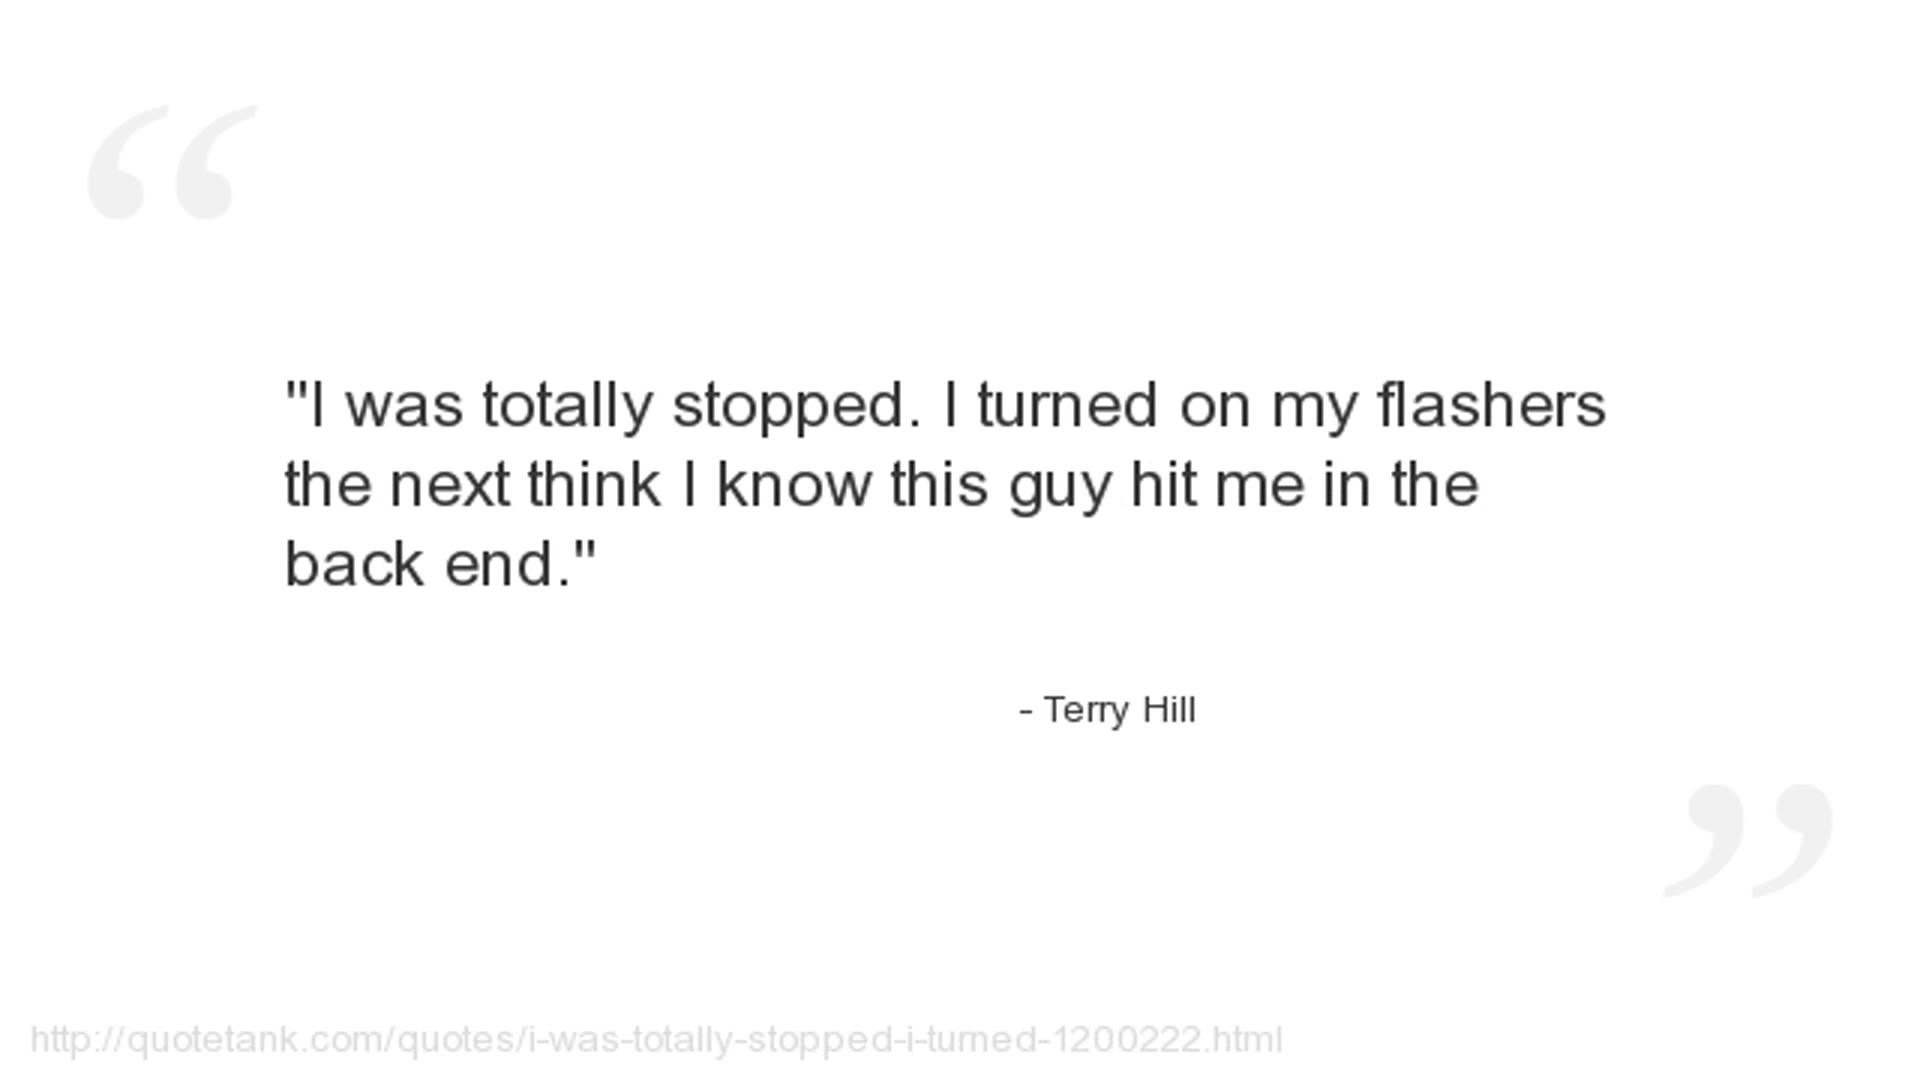 "I was totally stopped. I turned on my flashers
the next think I know this guy hit me in the
back end."
- Terry Hill
http://quotetank.com/quotes/i-was-totally-stopped-i-turned-1200222.html